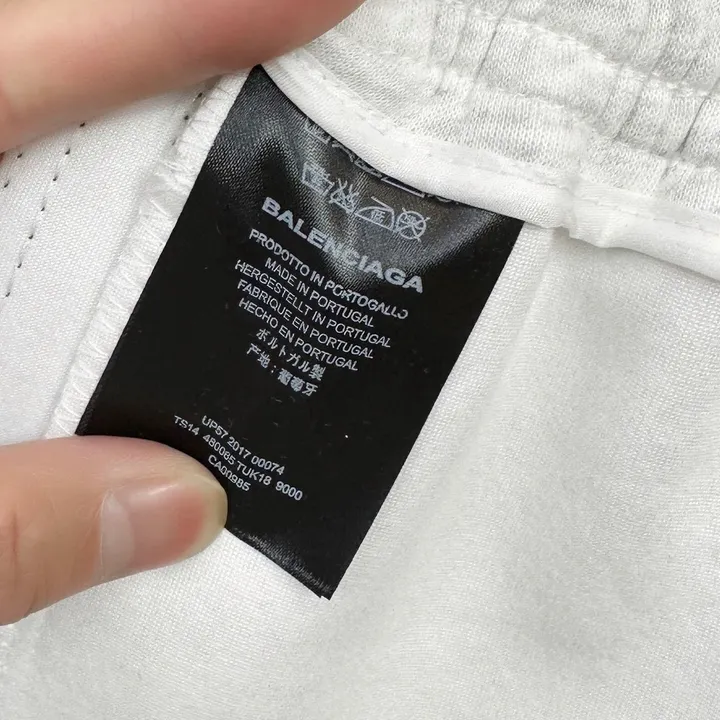 BALENCIAGA
PRODOTTO IN PORTOGALLO
MADE IN PORTUGAL
HERGESTELLT IN PORTUGAL
FABRIQUE EN PORTUGAL
HECHO EN PORTUGAL
ポルトガル製
产地：葡萄牙
UP57 2017 00074
TS14 480085 TUK18 9000
CA00985